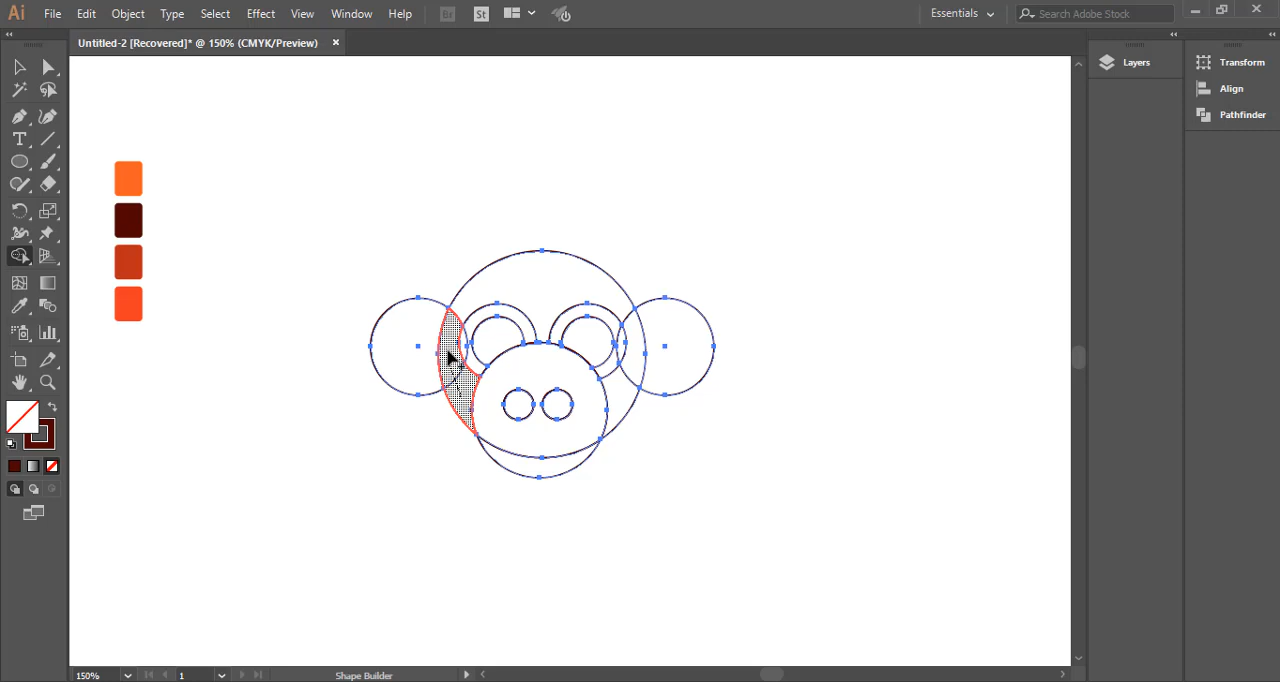 Ai File Edit Object Type Select Effect View Window Help Br St Essentials Search Adobe Stock
Untitled-2 [Recovered]* @ 150% (CMYK/Preview) ×
Layers
Transform
Align
Pathfinder
T
150% 1 Shape Builder